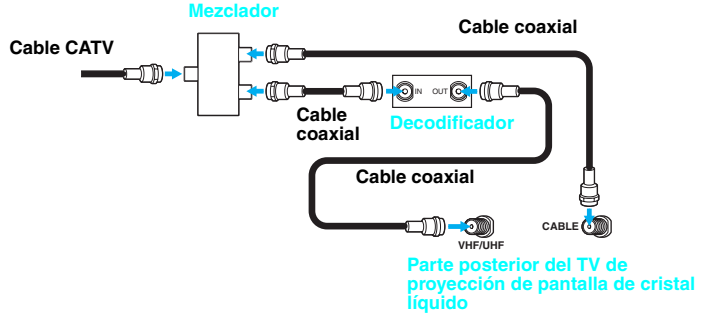 Mezclador
Cable coaxial
Cable CATV
IN OUT
Cable
coaxial
Decodificador
Cable coaxial
CABLE
VHF/UHF
Parte posterior del TV de
proyección de pantalla de cristal
líquido